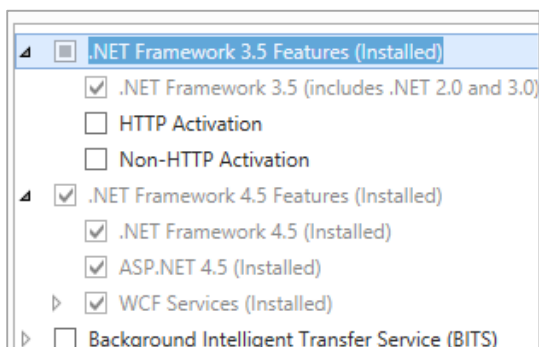 .NET Framework 3.5 Features (Installed)
.NET Framework 3.5 (includes .NET 2.0 and 3.0)
HTTP Activation
Non-HTTP Activation
.NET Framework 4.5 Features (Installed)
.NET Framework 4.5 (Installed)
ASP.NET 4.5 (Installed)
WCF Services (Installed)
Background Intelligent Transfer Service (BITS)